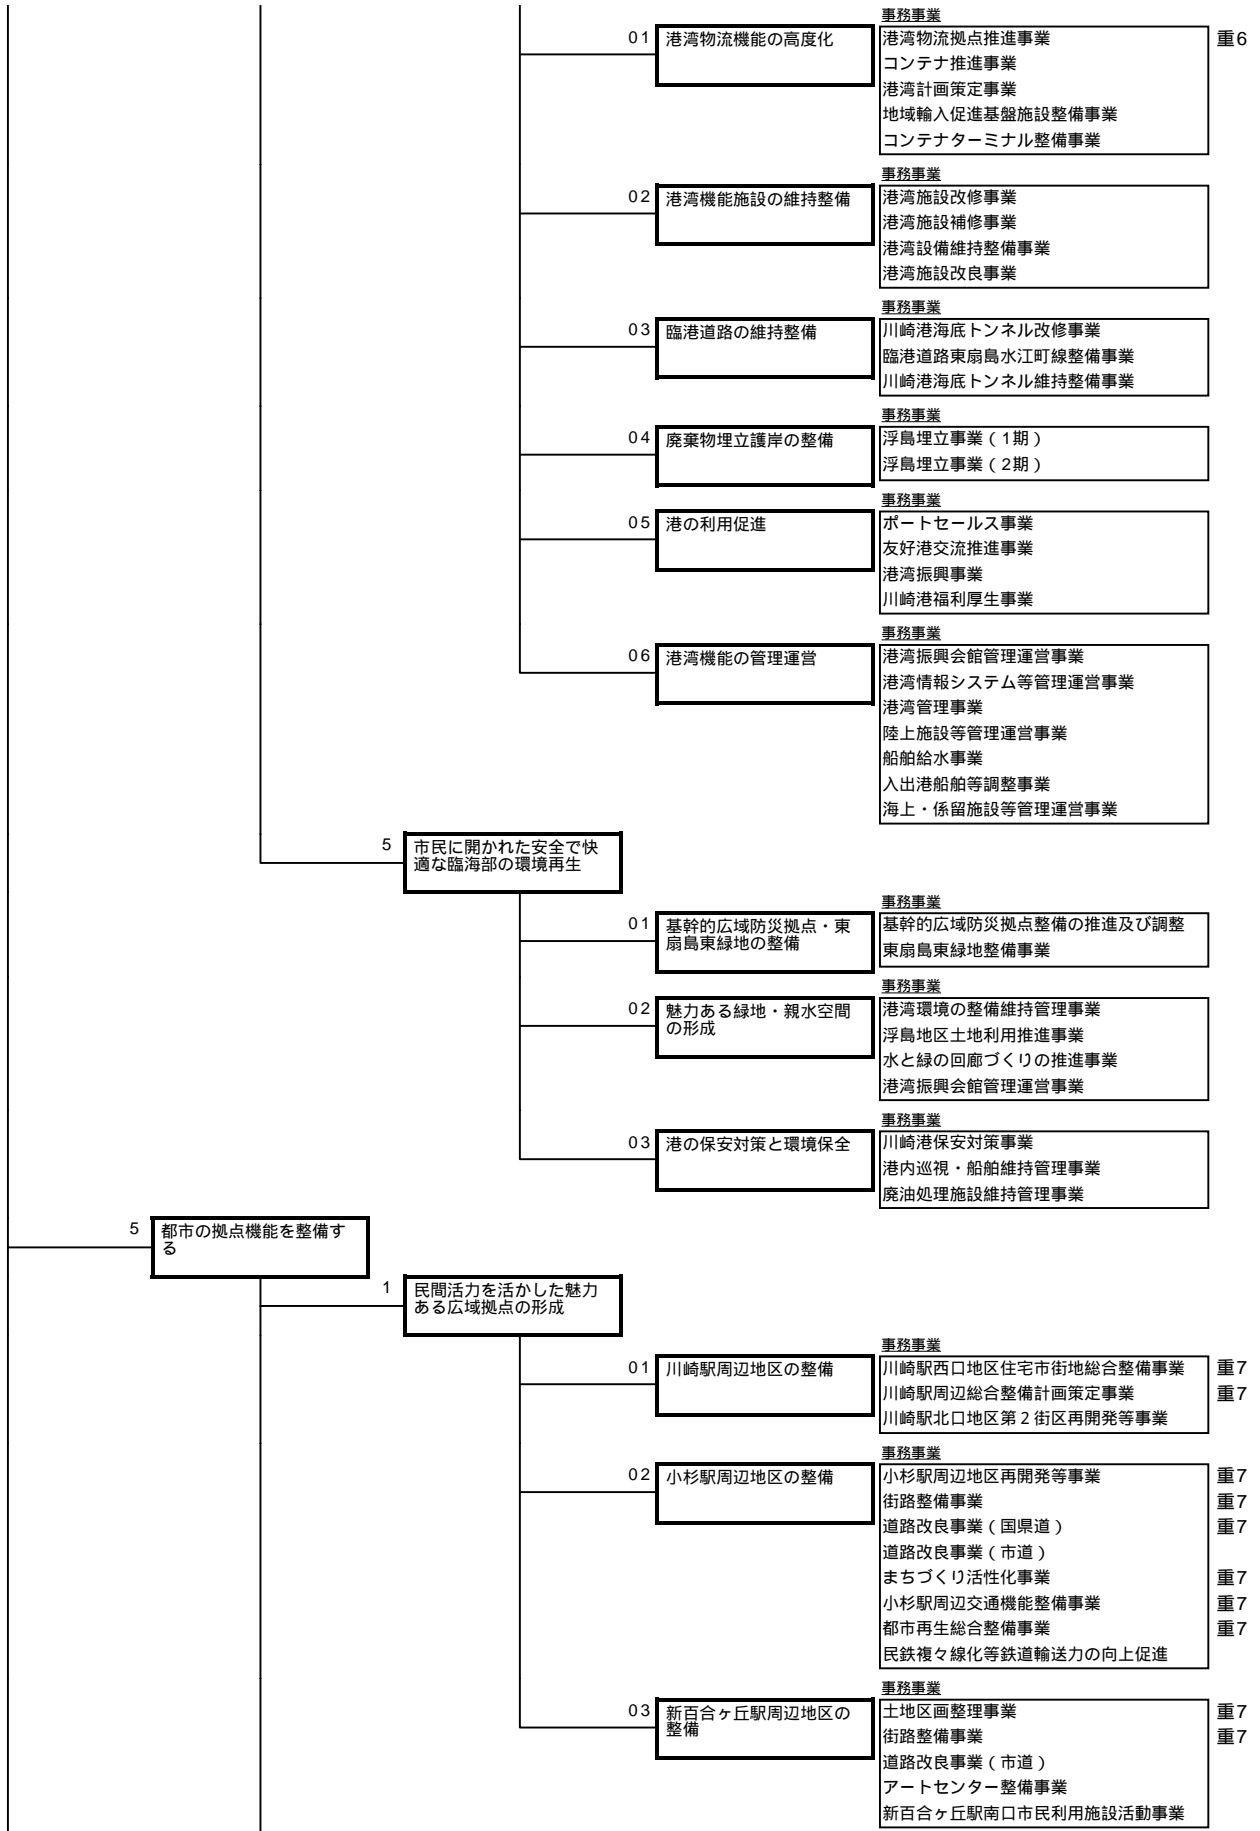 事務事業
01 港湾物流機能の高度化
港湾物流拠点推進事業 重6
コンテナ推進事業
港湾計画策定事業
地域輸入促進基盤施設整備事業
コンテナターミナル整備事業
事務事業
02 港湾機能施設の維持整備
港湾施設改修事業
港湾施設補修事業
港湾設備維持整備事業
港湾施設改良事業
事務事業
03 臨港道路の維持整備
川崎港海底トンネル改修事業
臨港道路東扇島水江町線整備事業
川崎港海底トンネル維持整備事業
事務事業
04 廃棄物埋立護岸の整備
浮島埋立事業(1期)
浮島埋立事業(2期)
事務事業
05 港の利用促進
ポートセールス事業
友好港交流推進事業
港湾振興事業
川崎港福利厚生事業
事務事業
06 港湾機能の管理運営
港湾振興会館管理運営事業
港湾情報システム等管理運営事業
港湾管理事業
陸上施設等管理運営事業
船舶給水事業
入出港船舶等調整事業
海上・係留施設等管理運営事業
5 市民に開かれた安全で快
適な臨海部の環境再生
事務事業
01 基幹的広域防災拠点・東
扇島東緑地の整備
基幹的広域防災拠点整備の推進及び調整
東扇島東緑地整備事業
事務事業
02 魅力ある緑地・親水空間
の形成
港湾環境の整備維持管理事業
浮島地区土地利用推進事業
水と緑の回廊づくりの推進事業
港湾振興会館管理運営事業
事務事業
03 港の保安対策と環境保全
川崎港保安対策事業
港内巡視・船舶維持管理事業
廃油処理施設維持管理事業
5 都市の拠点機能を整備す
る
1 民間活力を活かした魅力
ある広域拠点の形成
事務事業
01 川崎駅周辺地区の整備
川崎駅西口地区住宅市街地総合整備事業 重7
川崎駅周辺総合整備計画策定事業 重7
川崎駅北口地区第2街区再開発等事業
事務事業
02 小杉駅周辺地区の整備
小杉駅周辺地区再開発等事業 重7
街路整備事業 重7
道路改良事業(国県道) 重7
道路改良事業(市道)
まちづくり活性化事業 重7
小杉駅周辺交通機能整備事業 重7
都市再生総合整備事業 重7
民鉄複々線化等鉄道輸送力の向上促進
事務事業
03 新百合ヶ丘駅周辺地区の
整備
土地区画整理事業 重7
街路整備事業 重7
道路改良事業(市道)
アートセンター整備事業
新百合ヶ丘駅南口市民利用施設活動事業